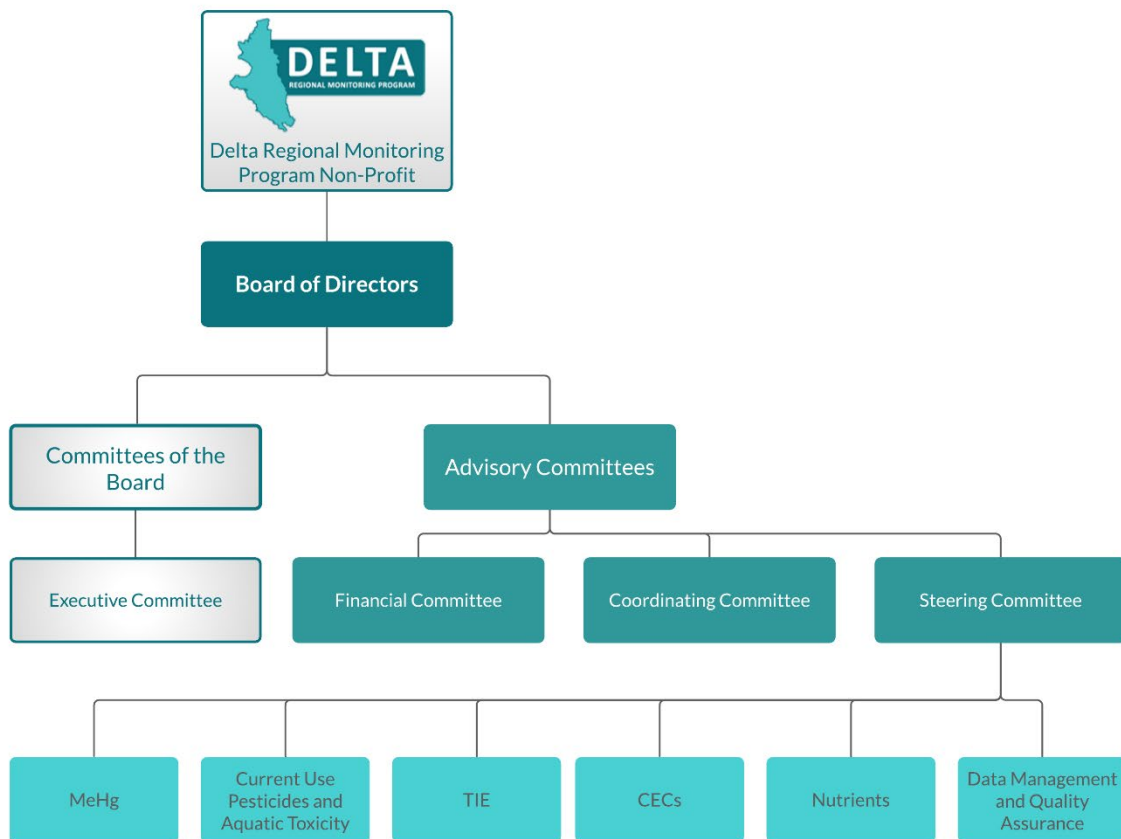 DELTA
REGIONAL MONITORING PROGRAM
Delta Regional Monitoring
Program Non-Profit
Board of Directors
Committees of the
Board
Advisory Committees
Executive Committee
Financial Committee
Coordinating Committee
Steering Committee
MeHg
Current Use
Pesticides and
Aquatic Toxicity
TIE
CECs
Nutrients
Data Management
and Quality
Assurance